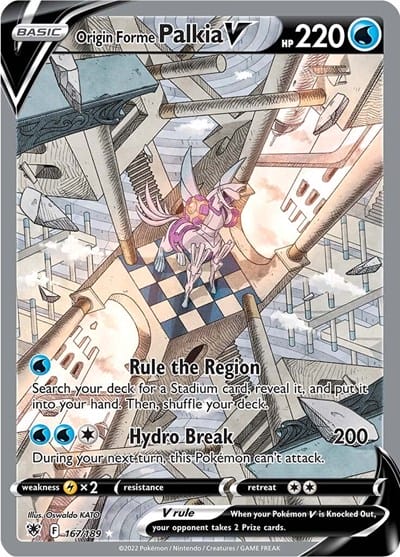 BASIC
Origin Forme Palkia V HP 220
Rule the Region
Search your deck for a Stadium card, reveal it, and put it
into your hand. Then, shuffle your deck.
Hydro Break 200
During your next turn, this Pokémon can't attack.
weakness ×2 resistance retreat
Illus. Oswaldo KATO
F 167/189
V rule When your Pokémon V is Knocked Out,
your opponent takes 2 Prize cards.
©2022 Pokémon / Nintendo / Creatures / GAME FREAK